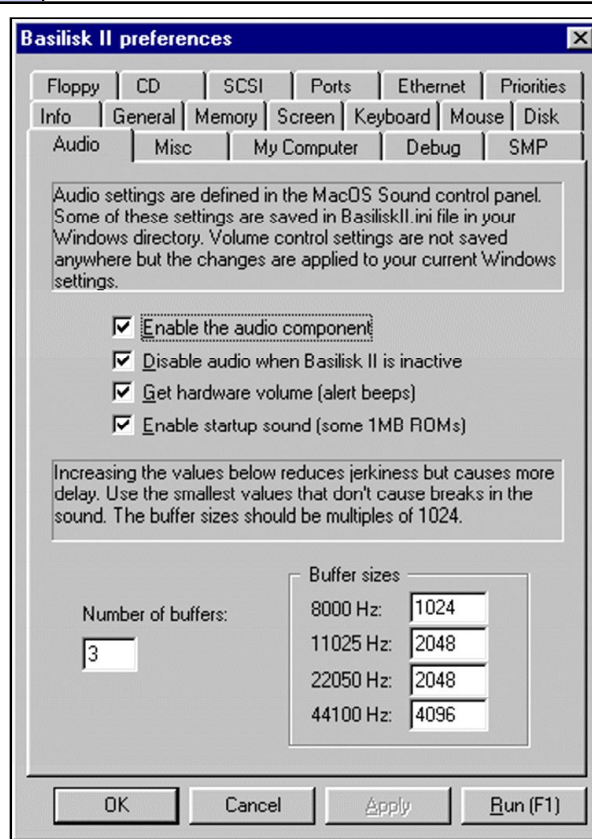 Basilisk II preferences
Floppy CD SCSI Ports Ethernet Priorities
Info General Memory Screen Keyboard Mouse Disk
Audio Misc My Computer Debug SMP
Audio settings are defined in the MacOS Sound control panel.
Some of these settings are saved in BasiliskII.ini file in your
Windows directory. Volume control settings are not saved
anywhere but the changes are applied to your current Windows
settings.
Enable the audio component
Disable audio when Basilisk II is inactive
Get hardware volume (alert beeps)
Enable startup sound (some 1MB ROMs)
Increasing the values below reduces jerkiness but causes more
delay. Use the smallest values that don't cause breaks in the
sound. The buffer sizes should be multiples of 1024.
Number of buffers:
3
Buffer sizes
8000 Hz: 1024
11025 Hz: 2048
22050 Hz: 2048
44100 Hz: 4096
OK Cancel Apply Run (F1)